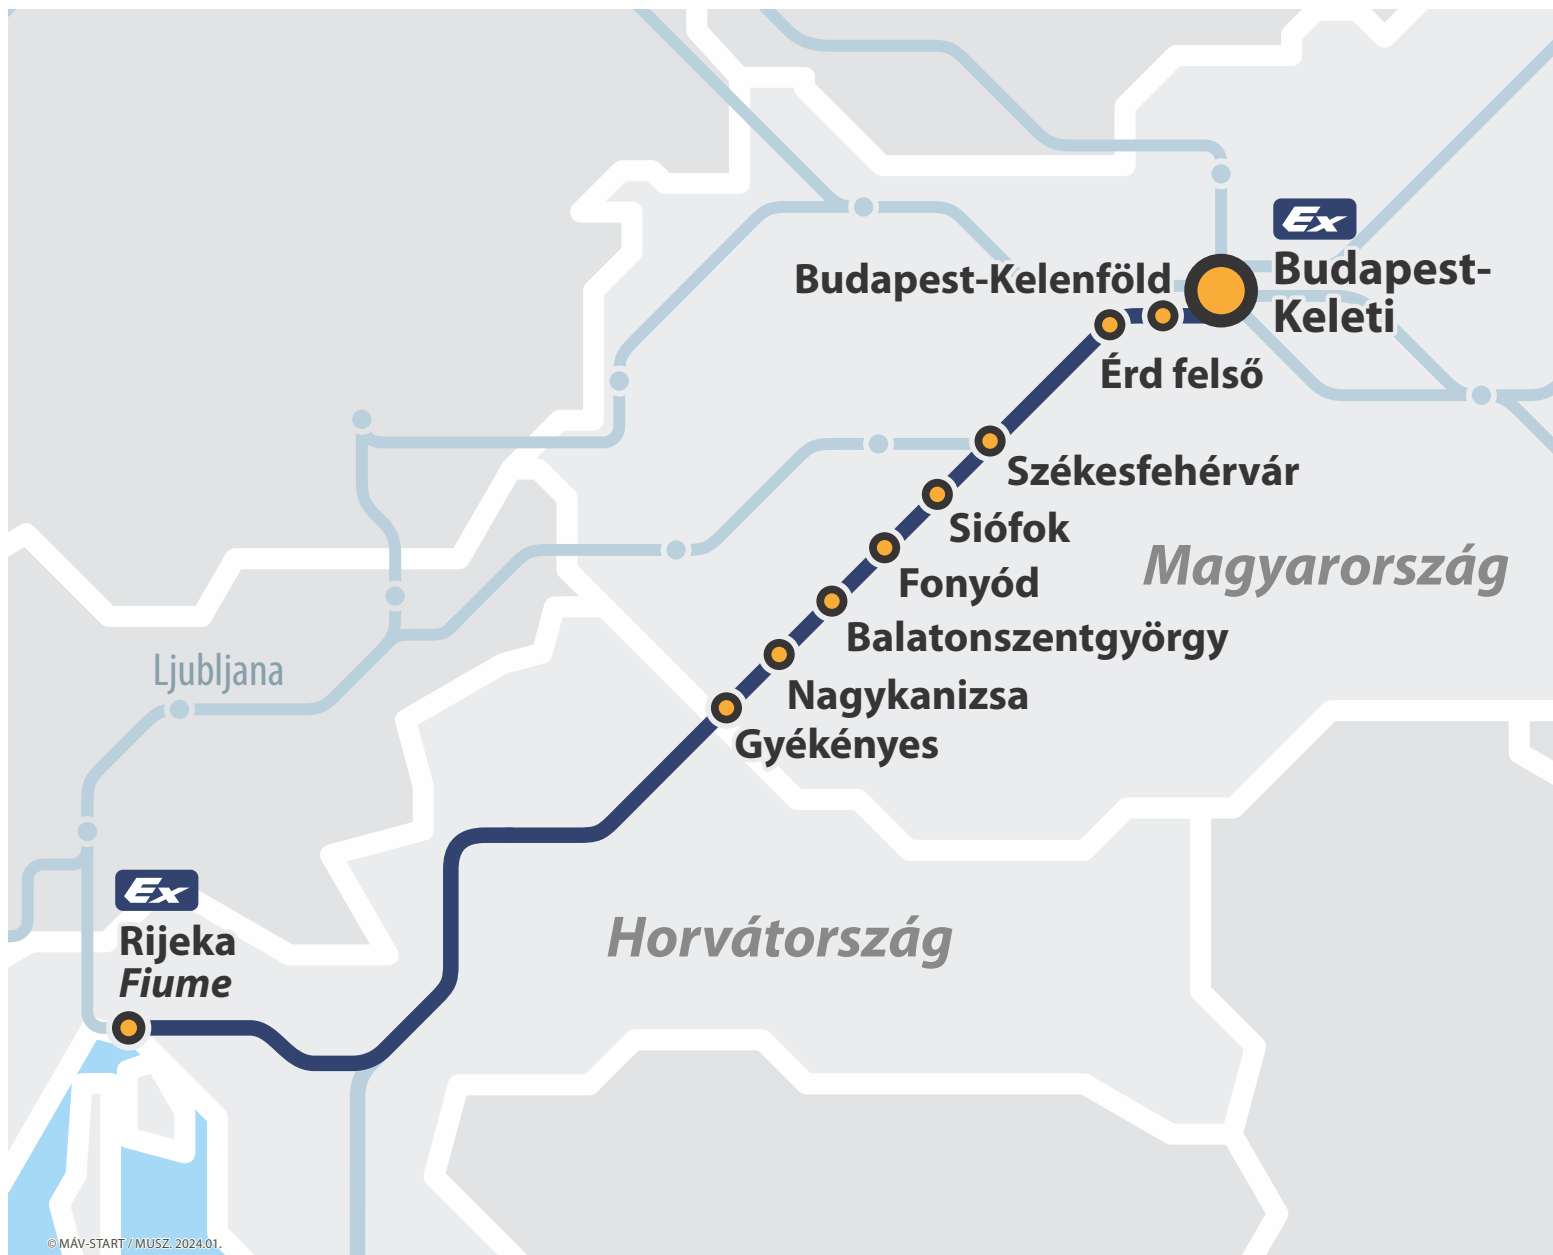 Ex
Budapest-Kelenföld
Budapest-
Keleti
Érd felső
Székesfehérvár
Siófok
Magyarország
Fonyód
Balatonszentgyörgy
Ljubljana
Nagykanizsa
Gyékényes
Ex
Horvátország
Rijeka
Fiume
© MÁV-START / MUSZ. 2024.01.